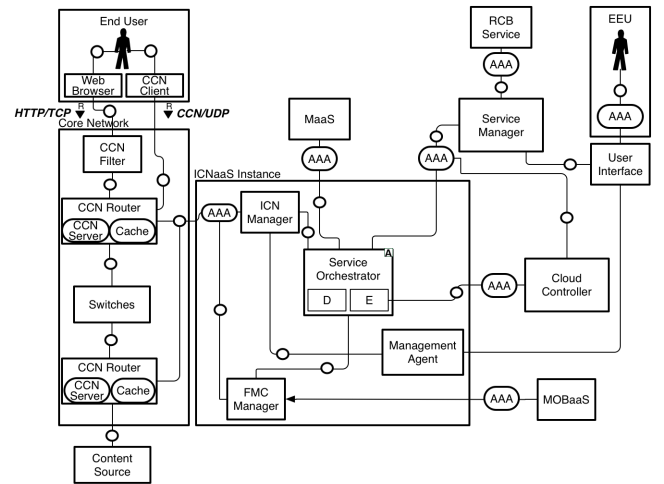 End User
Web
Browser
CCN
Client
HTTP/TCP
R
R
CCN/UDP
Core Network
CCN
Filter
CCN Router
CCN
Server
Cache
Switches
CCN Router
CCN
Server
Cache
Content
Source
ICNaaS Instance
AAA
ICN
Manager
MaaS
AAA
A
Service
Orchestrator
D
E
Management
Agent
FMC
Manager
RCB
Service
AAA
Service
Manager
AAA
EEU
AAA
User
Interface
AAA
Cloud
Controller
AAA
MOBaaS